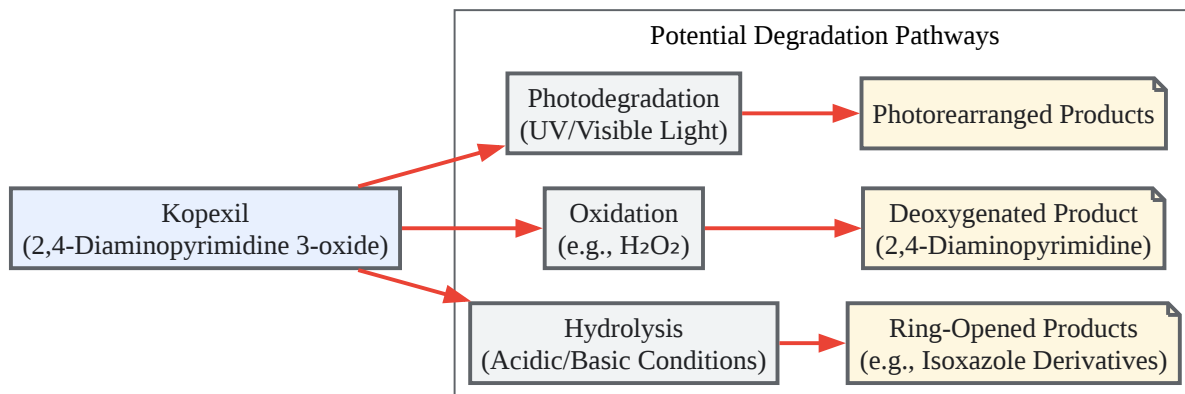 Potential Degradation Pathways
Photodegradation
(UV/Visible Light)
Photorearranged Products
Kopexil
(2,4-Diaminopyrimidine 3-oxide)
Oxidation
(e.g., H₂O₂)
Deoxygenated Product
(2,4-Diaminopyrimidine)
Hydrolysis
(Acidic/Basic Conditions)
Ring-Opened Products
(e.g., Isoxazole Derivatives)